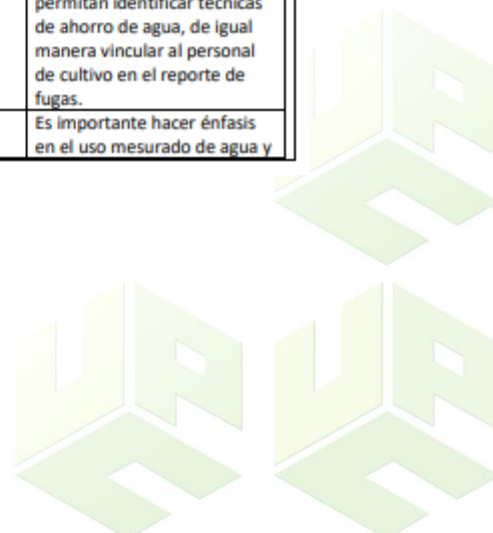 permitan identificar técnicas
de ahorro de agua, de igual
manera vincular al personal
de cultivo en el reporte de
fugas.
Es importante hacer énfasis
en el uso mesurado de agua y